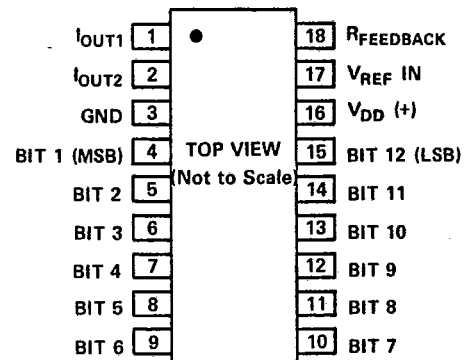 IOUT1 1 18 RFEEDBACK
IOUT2 2 17 VREF IN
GND 3 16 VDD (+)
BIT 1 (MSB) 4 TOP VIEW 15 BIT 12 (LSB)
BIT 2 5 (Not to Scale) 14 BIT 11
BIT 3 6 13 BIT 10
BIT 4 7 12 BIT 9
BIT 5 8 11 BIT 8
BIT 6 9 10 BIT 7